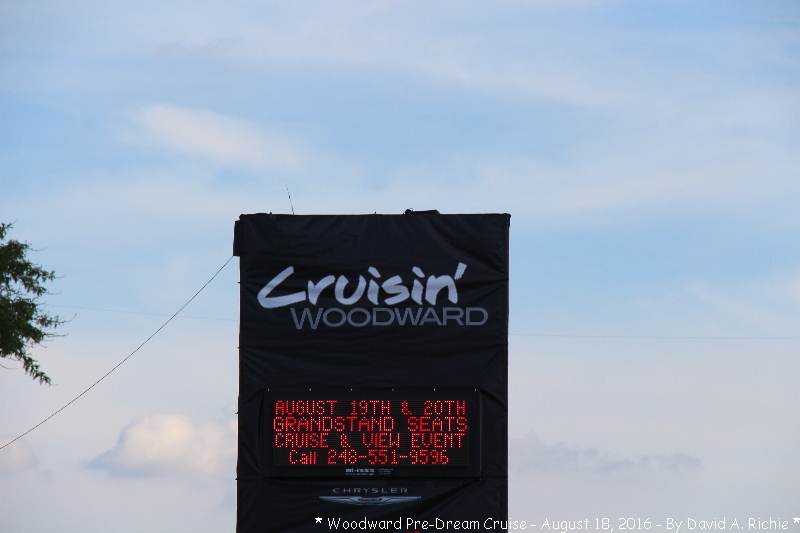 Cruisin'
WOODWARD
AUGUST 19TH & 20TH
GRANDSTAND SEATS
CRUISE & VIEW EVENT
Call 248-551-9596
CHRYSLER
* Woodward Pre-Dream Cruise - August 18, 2016 - By David A. Richie *